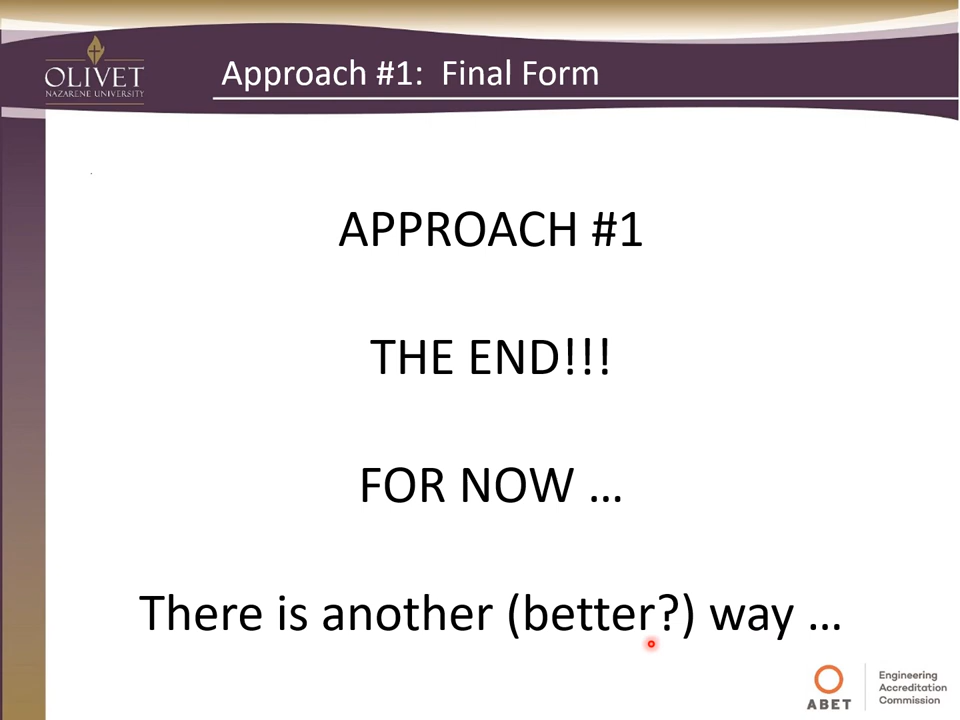 OLIVET
NAZARENE UNIVERSITY
Approach #1:  Final Form
APPROACH #1
THE END!!!
FOR NOW …
There is another (better?) way …
ABET
Engineering
Accreditation
Commission